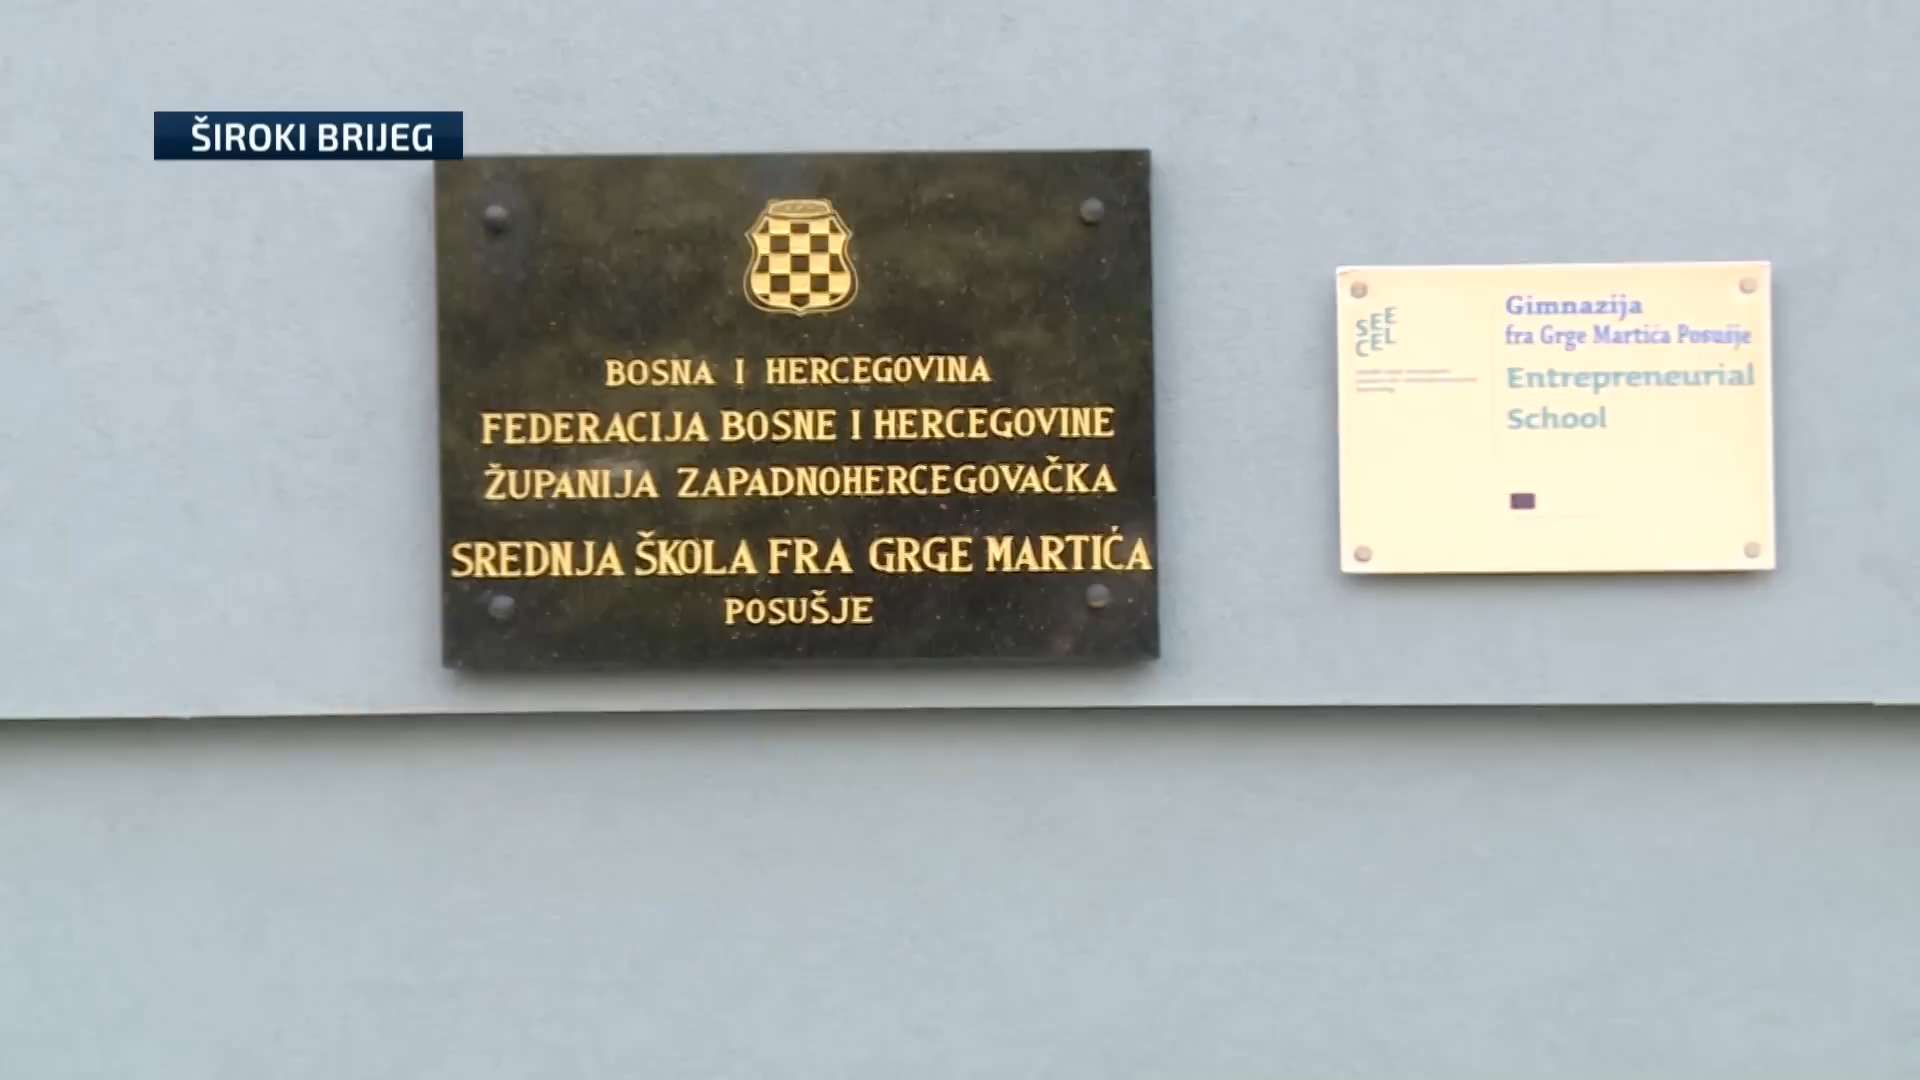 ŠIROKI BRIJEG
BOSNA I HERCEGOVINA
FEDERACIJA BOSNE I HERCEGOVINE
ŽUPANIJA ZAPADNOHERCEGOVAČKA
SREDNJA ŠKOLA FRA GRGE MARTIĆA
POSUŠJE
SEE
CEL
Gimnazija
fra Grge Martića Posušje
Entrepreneurial
School